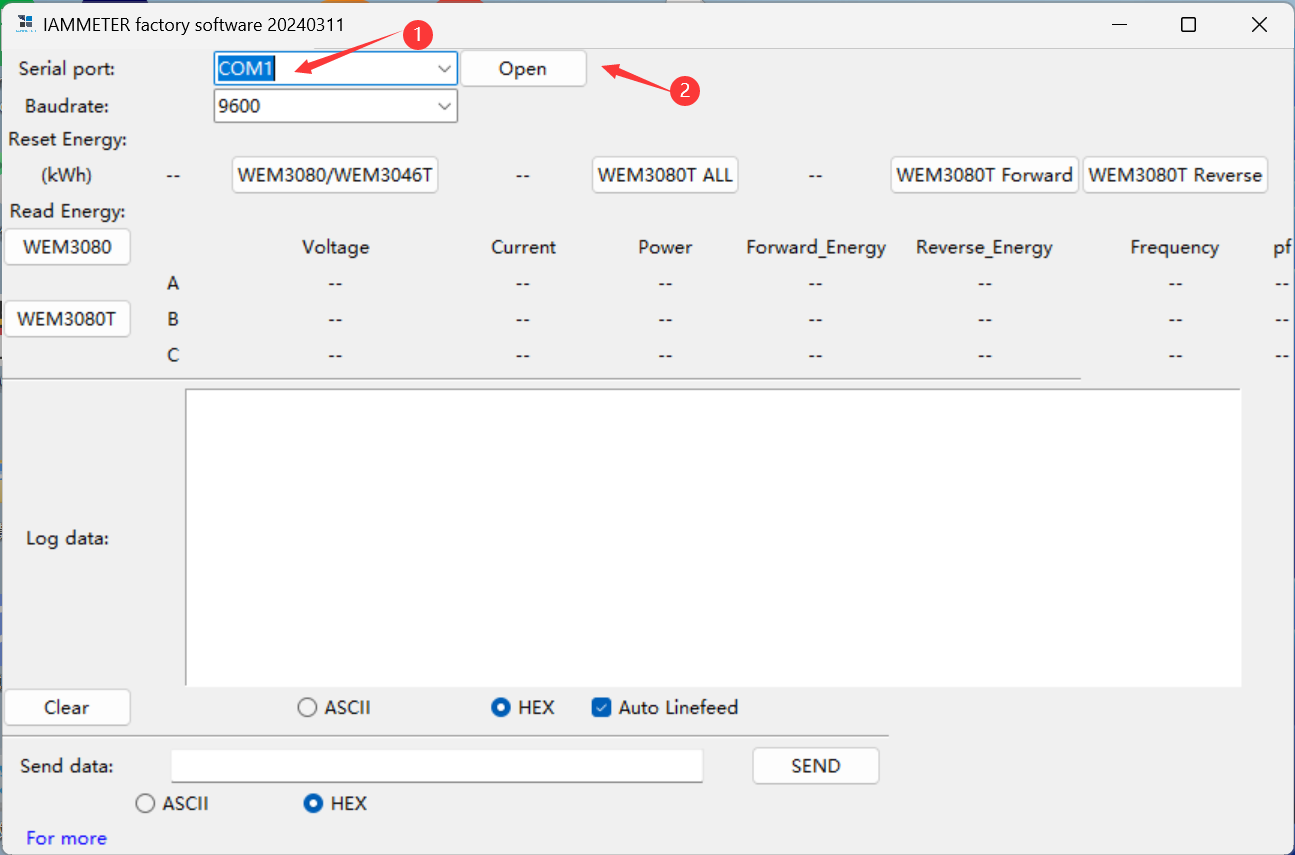 IAMMETER factory software 20240311
1
Serial port: COM1 Open
2
Baudrate: 9600
Reset Energy:
(kWh) -- WEM3080/WEM3046T -- WEM3080T ALL -- WEM3080T Forward WEM3080T Reverse
Read Energy:
WEM3080 Voltage Current Power Forward_Energy Reverse_Energy Frequency pf
A -- -- -- -- -- -- --
WEM3080T B -- -- -- -- -- -- --
C -- -- -- -- -- -- --
Log data:
Clear ASCII HEX Auto Linefeed
Send data: SEND
ASCII HEX
For more